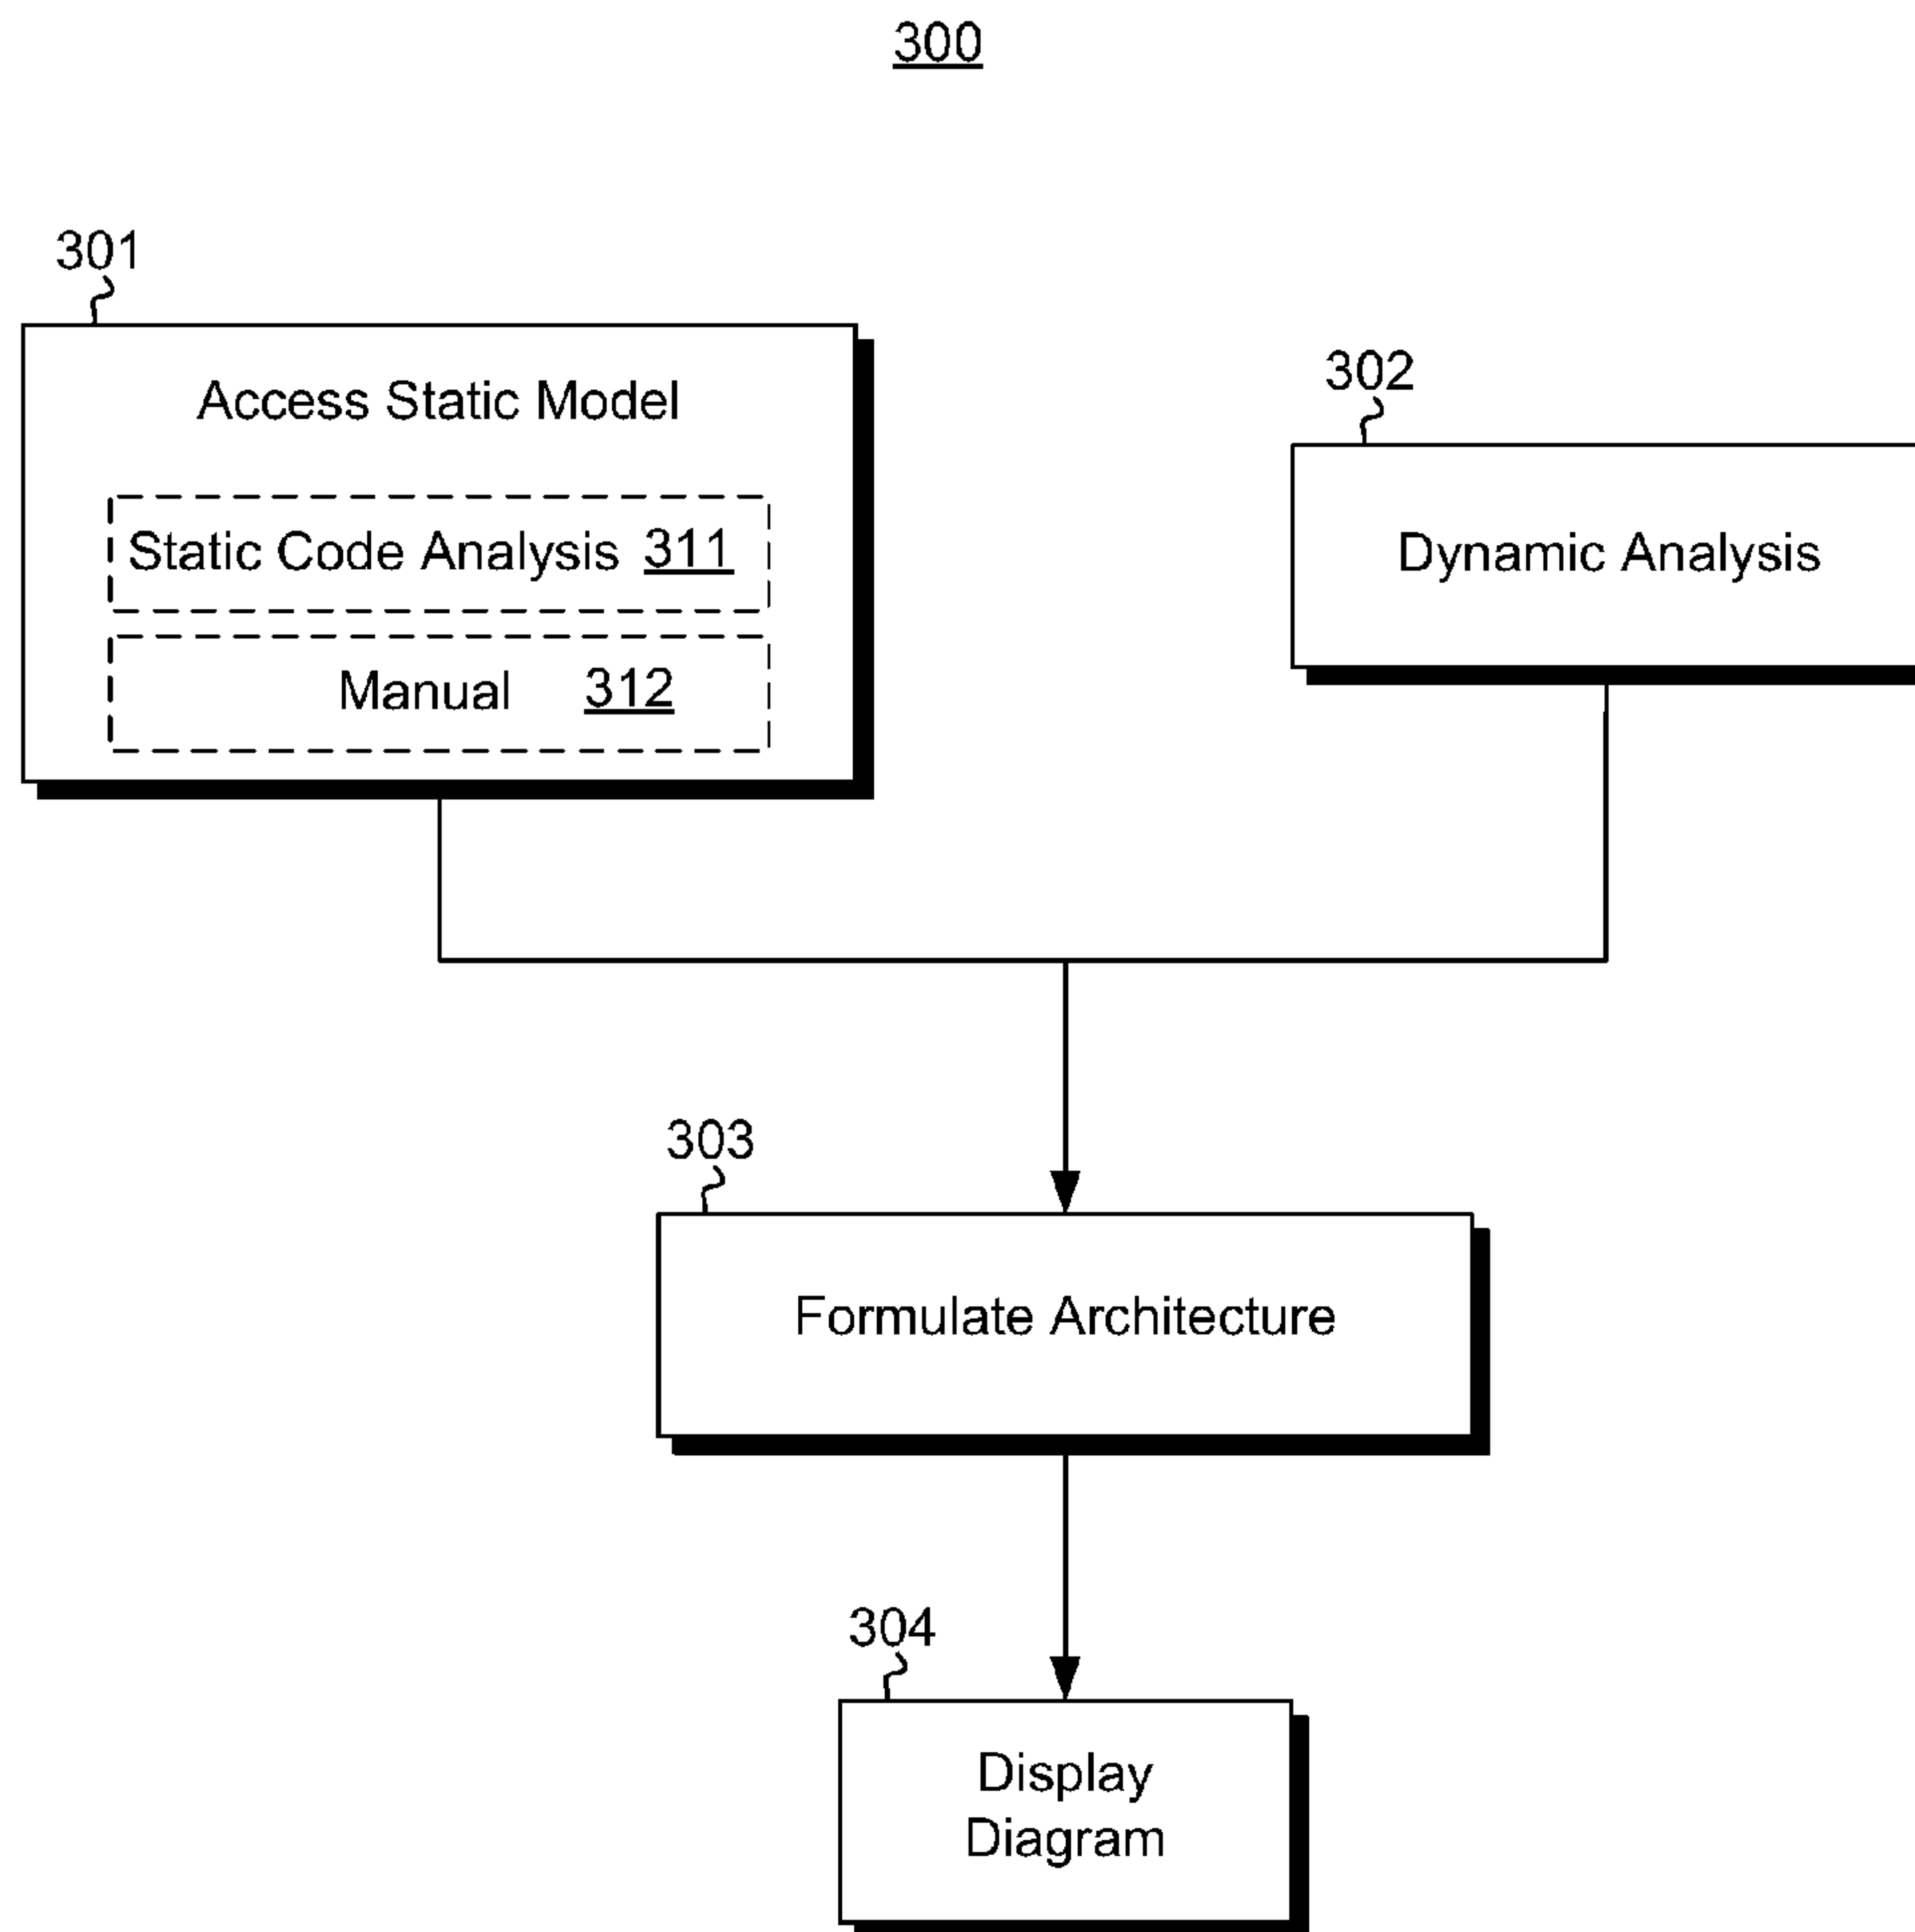 300
301
Access Static Model
Static Code Analysis 311
Manual 312
302
Dynamic Analysis
303
Formulate Architecture
304
Display
Diagram